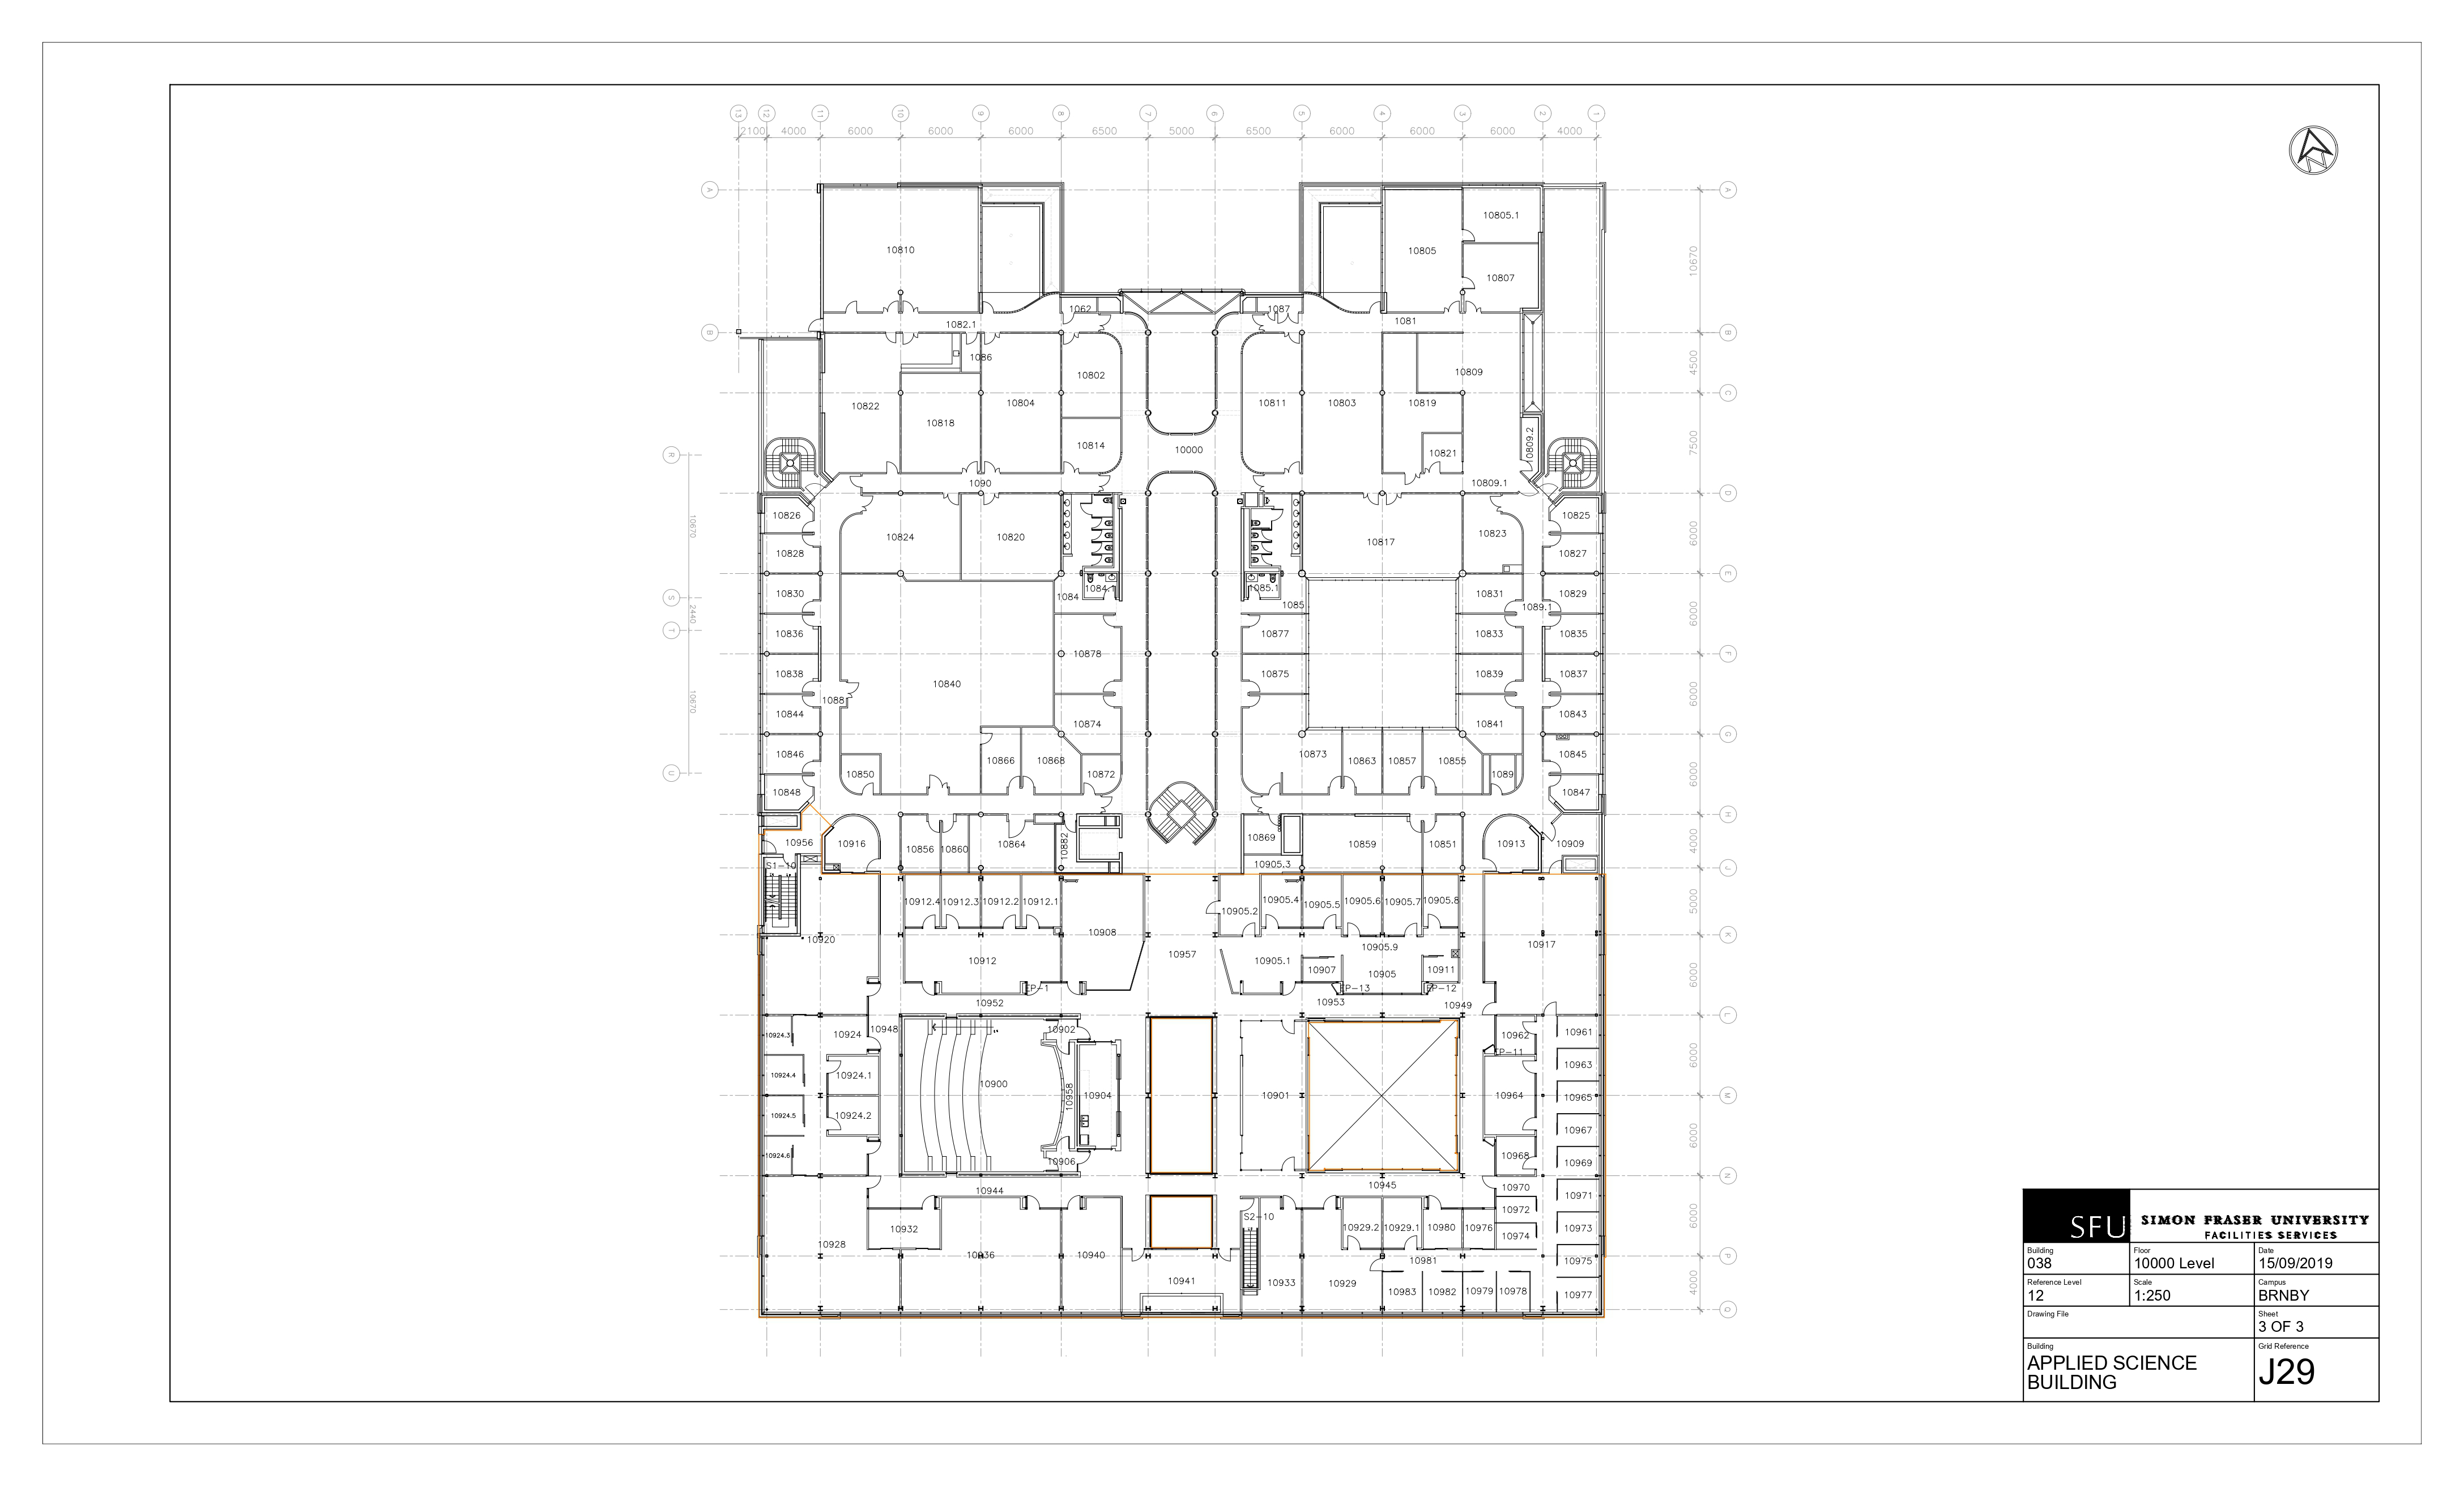 13 12 11 10 9 8 7 6 5 4 3 2 1
2100 4000 6000 6000 6000 6500 5000 6500 6000 6000 6000 4000
A A
10805.1
10810 10805 10670
10807
1062 1087
1082.1 1081
B B
1086
10802 10809 4500
C C
10822 10804 10811 10803 10819
10818
10814 10809.2 7500
10000 10821
R
1090 10809.1
D D
10826 10825
10670 10824 10820 10817 10823 6000
10828 10827
E E
1084.1 1085.1
10830 1084 1085 10831 10829
S 1089.1
2440 6000
T 10836 10877 10833 10835
10878 F
10838 10875 10839 10837
10840
10670 1088 6000
10844 10874 10841 10843
G
10846 10866 10868 10873 10863 10857 10855 10845
U 10850 10872 1089 6000
10848 10847
H
10956 10916 10856 10860 10864 10882 10869 10859 10851 10913 10909 4000
S1-10 10905.3
J
10912.4 10912.3 10912.2 10912.1 10905.2 10905.4 10905.5 10905.6 10905.7 10905.8 5000
10908
10920 10917 K
10905.9
10912 10957 10905.1
10907 10905 10911 6000
EP-1 EP-13 EP-12
10952 10953 10949
L
10924.3 10924 10948 10902 10962 10961
EP-11 6000
10963
10924.4 10924.1
10900
10958 10904 10901 10964 10965 M
10924.5 10924.2
10967 6000
10924.6 10906 10968 10969
N
10944 10945 10970
10971
S2-10 10972 6000
10932 10929.2 10929.1 10980 10976 10973
10974
10928
10936 10940 10981 10975 P
10941 10933 10929
10983 10982 10979 10978 10977 4000
Q
SFU SIMON FRASER UNIVERSITY
FACILITIES SERVICES
Building Floor Date
038 10000 Level 15/09/2019
Reference Level Scale Campus
12 1:250 BRNBY
Drawing File Sheet
3 OF 3
Building Grid Reference
APPLIED SCIENCE J29
BUILDING